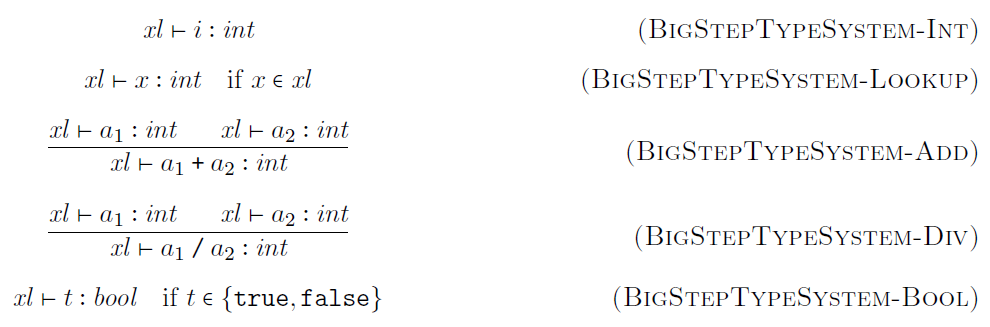 xl ⊢ i : int (BigStepTypeSystem-Int)
xl ⊢ x : int if x ∈ xl (BigStepTypeSystem-Lookup)
xl ⊢ a₁ : int xl ⊢ a₂ : int
xl ⊢ a₁ + a₂ : int (BigStepTypeSystem-Add)
xl ⊢ a₁ : int xl ⊢ a₂ : int
xl ⊢ a₁ / a₂ : int (BigStepTypeSystem-Div)
xl ⊢ t : bool if t ∈ {true,false} (BigStepTypeSystem-Bool)